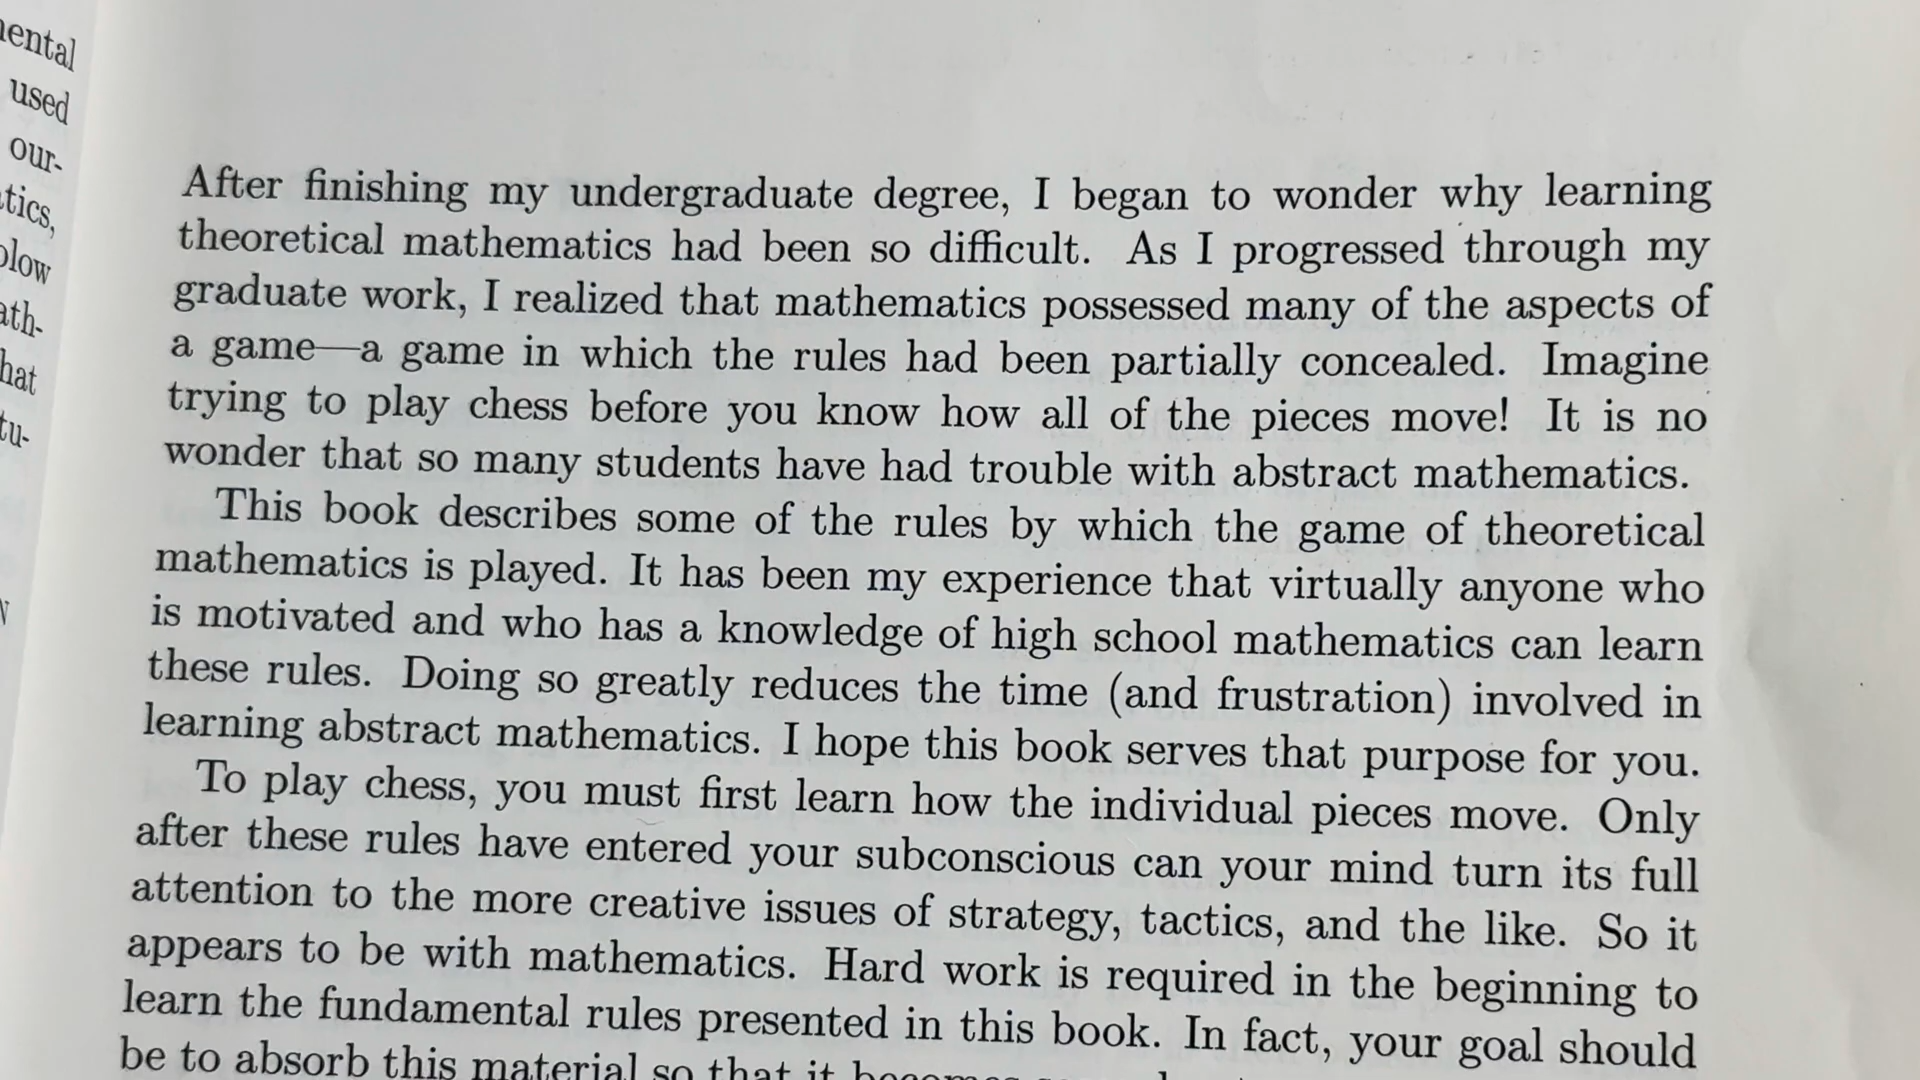 mental
used
our-
tics,
blow
ath-
hat
tu-
After finishing my undergraduate degree, I began to wonder why learning
theoretical mathematics had been so difficult. As I progressed through my
graduate work, I realized that mathematics possessed many of the aspects of
a game—a game in which the rules had been partially concealed. Imagine
trying to play chess before you know how all of the pieces move! It is no
wonder that so many students have had trouble with abstract mathematics.
This book describes some of the rules by which the game of theoretical
mathematics is played. It has been my experience that virtually anyone who
is motivated and who has a knowledge of high school mathematics can learn
these rules. Doing so greatly reduces the time (and frustration) involved in
learning abstract mathematics. I hope this book serves that purpose for you.
To play chess, you must first learn how the individual pieces move. Only
after these rules have entered your subconscious can your mind turn its full
attention to the more creative issues of strategy, tactics, and the like. So it
appears to be with mathematics. Hard work is required in the beginning to
learn the fundamental rules presented in this book. In fact, your goal should
be to absorb this material so that it becomes